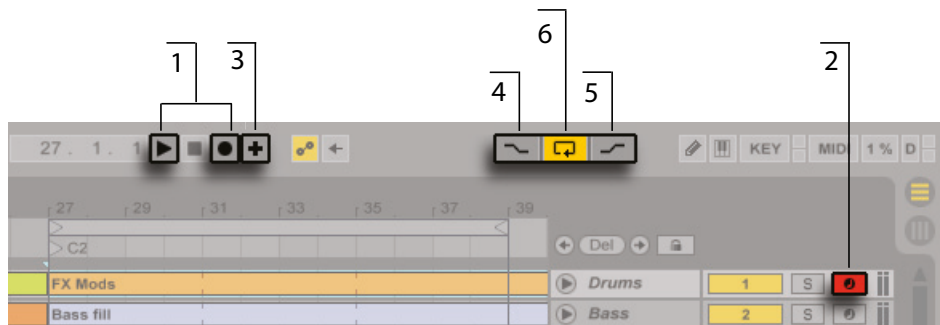 6
1 3 4 5 2
27 . 1 . 1 KEY MIDI 1 % D
27 29 31 33 35 37 39
C2 Del
FX Mods Drums 1 S
Bass fill Bass 2 S